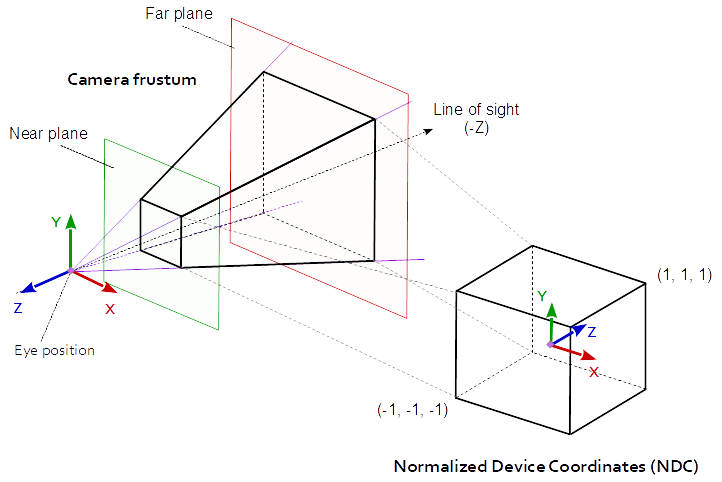 Far plane
Camera frustum
Line of sight
(-Z)
Near plane
Y
Z
X
Eye position
(1, 1, 1)
Y
Z
X
(-1, -1, -1)
Normalized Device Coordinates (NDC)